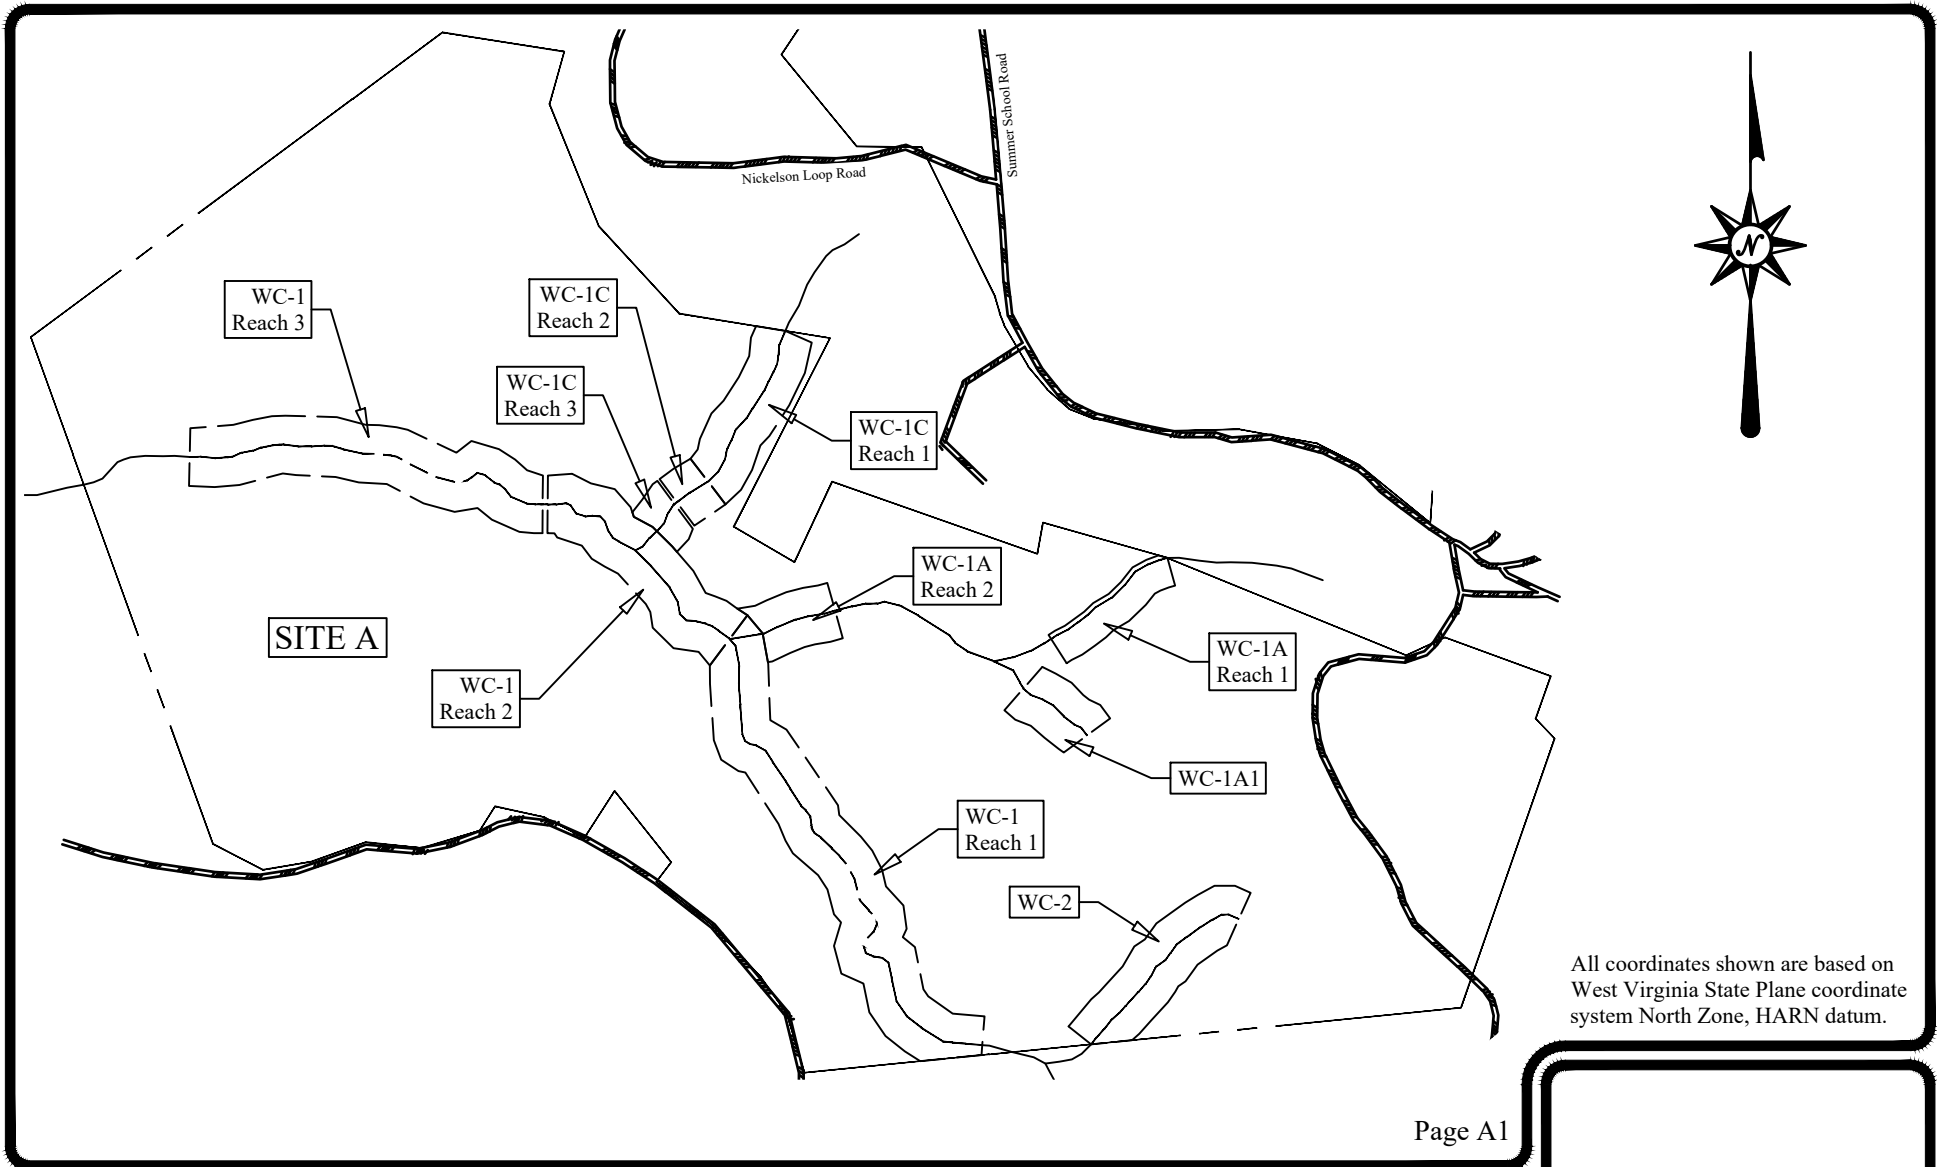 Summer School Road
Nickelson Loop Road
N
WC-1
Reach 3
WC-1C
Reach 2
WC-1C
Reach 3
WC-1C
Reach 1
WC-1A
Reach 2
SITE A
WC-1A
Reach 1
WC-1
Reach 2
WC-1A1
WC-1
Reach 1
WC-2
All coordinates shown are based on
West Virginia State Plane coordinate
system North Zone, HARN datum.
Page A1